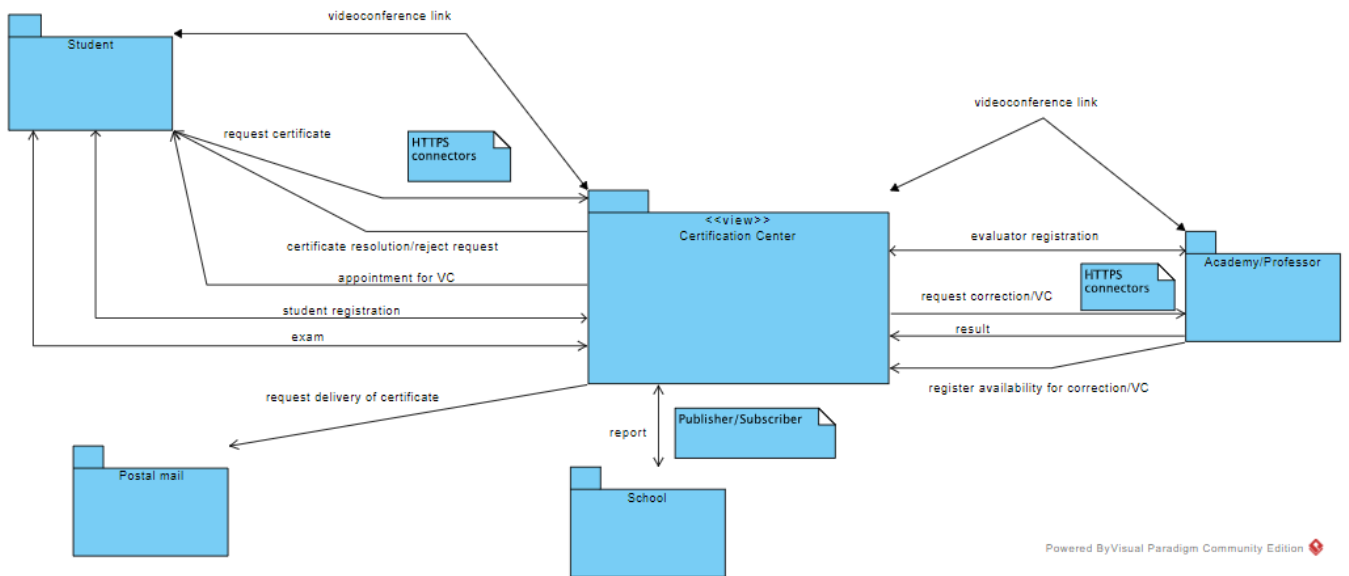 videoconference link
Student
videoconference link
request certificate
HTTPS
connectors
<<view>>
Certification Center
certificate resolution/reject request
evaluator registration
Academy/Professor
appointment for VC
HTTPS
connectors
request correction/VC
student registration
result
exam
register availability for correction/VC
request delivery of certificate
Publisher/Subscriber
report
Postal mail
School
Powered ByVisual Paradigm Community Edition